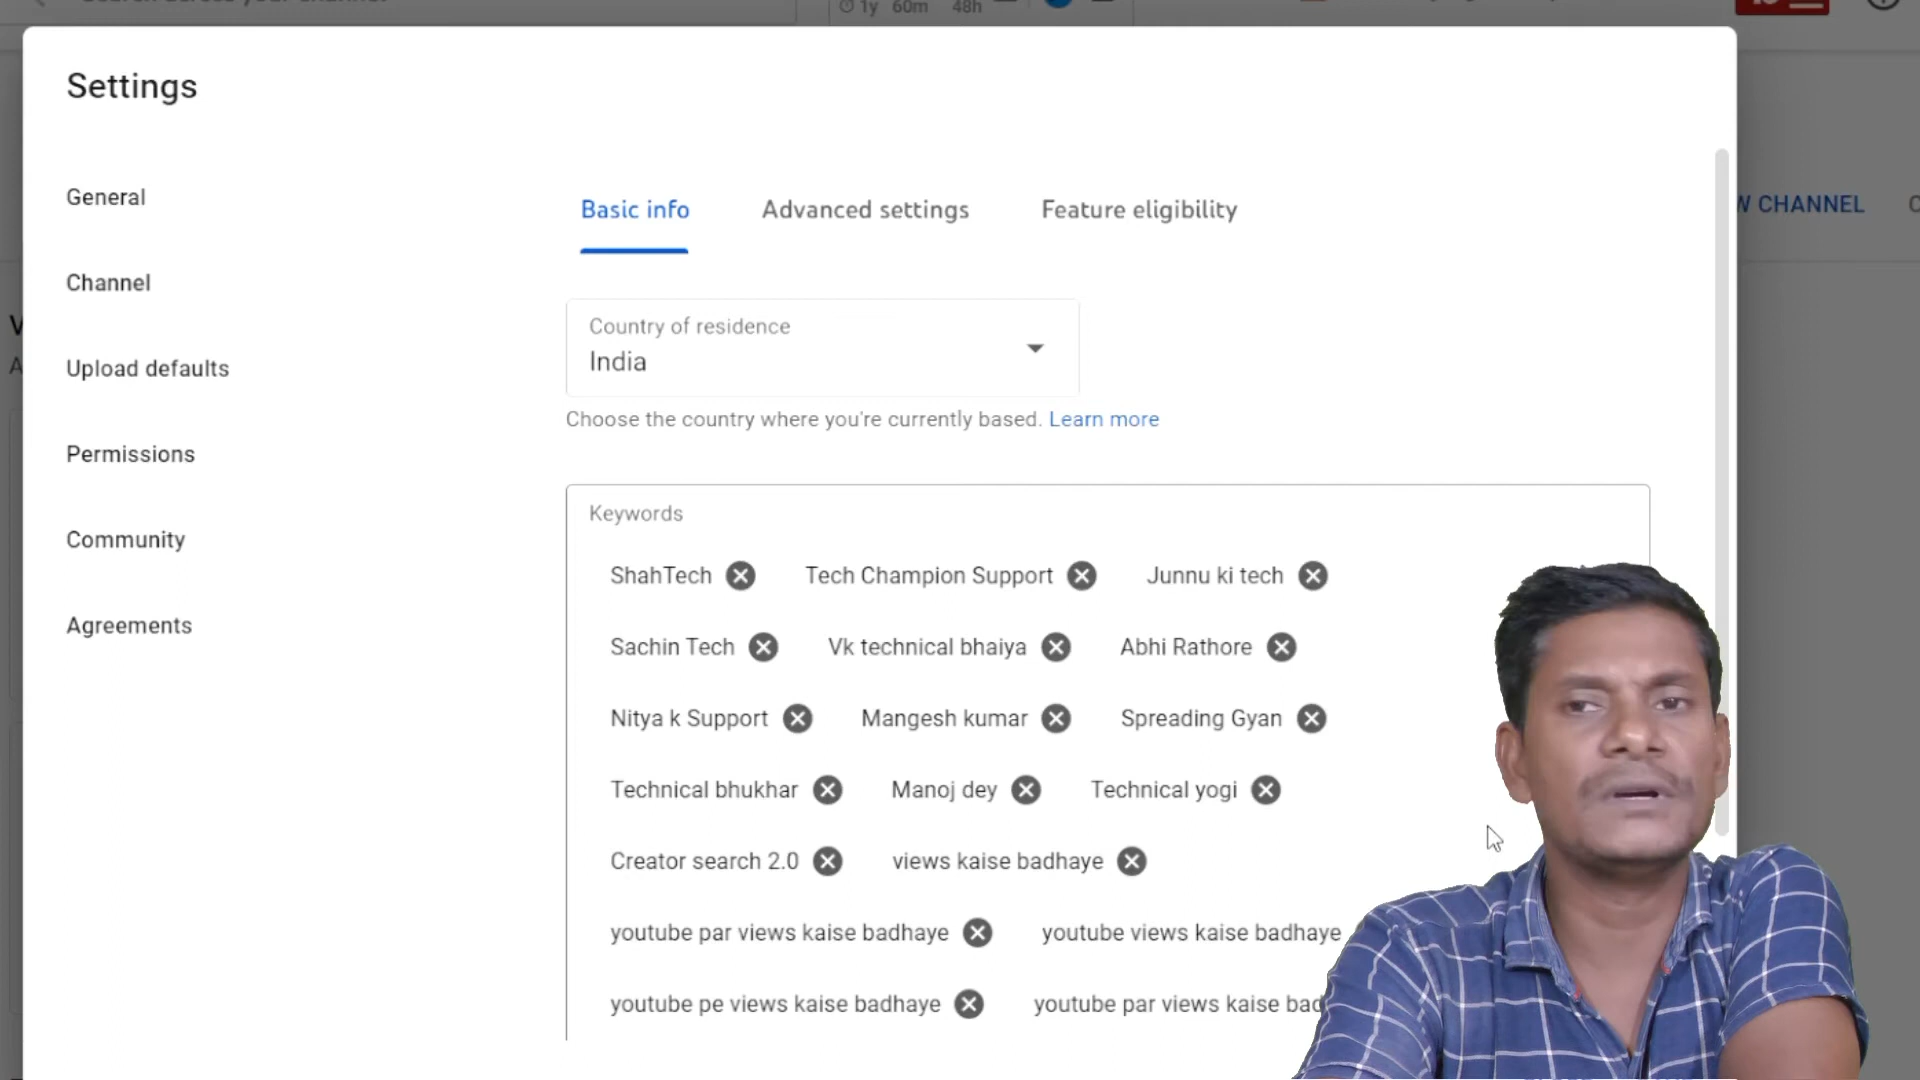 1y 60m 48h
Settings
General
Channel
Upload defaults
Permissions
Community
Agreements
Basic info Advanced settings Feature eligibility
W CHANNEL
Country of residence
India
Choose the country where you're currently based. Learn more
Keywords
ShahTech Tech Champion Support Junnu ki tech
Sachin Tech Vk technical bhaiya Abhi Rathore
Nitya k Support Mangesh kumar Spreading Gyan
Technical bhukhar Manoj dey Technical yogi
Creator search 2.0 views kaise badhaye
youtube par views kaise badhaye youtube views kaise badhaye
youtube pe views kaise badhaye youtube par views kaise bad